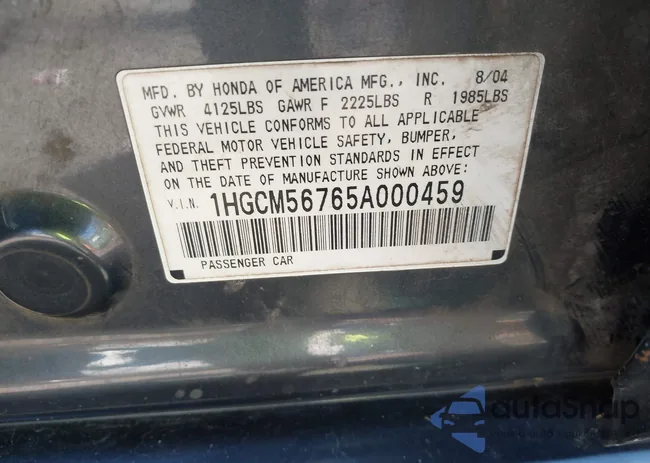 MFD. BY HONDA OF AMERICA MFG., INC. 8/04
GVWR 4125LBS GAWR F 2225LBS R 1985LBS
THIS VEHICLE CONFORMS TO ALL APPLICABLE
FEDERAL MOTOR VEHICLE SAFETY, BUMPER,
AND THEFT PREVENTION STANDARDS IN EFFECT
ON THE DATE OF MANUFACTURE SHOWN ABOVE.
V.I.N. 1HGCM56765A000459
PASSENGER CAR
autoSnap